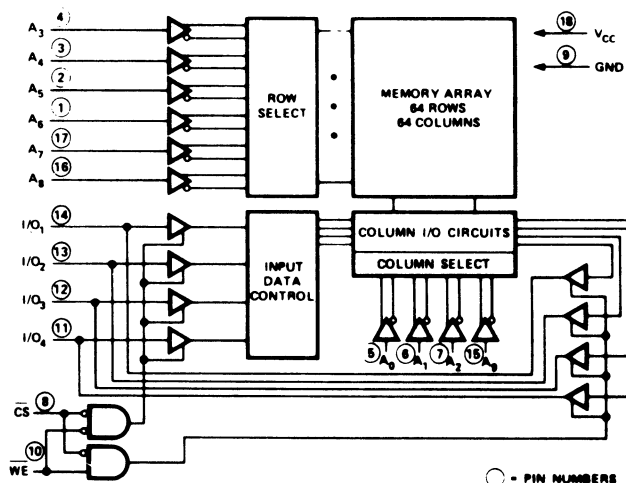 A3 4
A4 3
A5 2
A6 1
A7 17
A8 16
ROW
SELECT
MEMORY ARRAY
64 ROWS
64 COLUMNS
18 VCC
9 GND
I/O1 14
I/O2 13
I/O3 12
I/O4 11
INPUT
DATA
CONTROL
COLUMN I/O CIRCUITS
COLUMN SELECT
5 A0 6 A1 7 A2 15 A9
CS 8
WE 10
= PIN NUMBERS